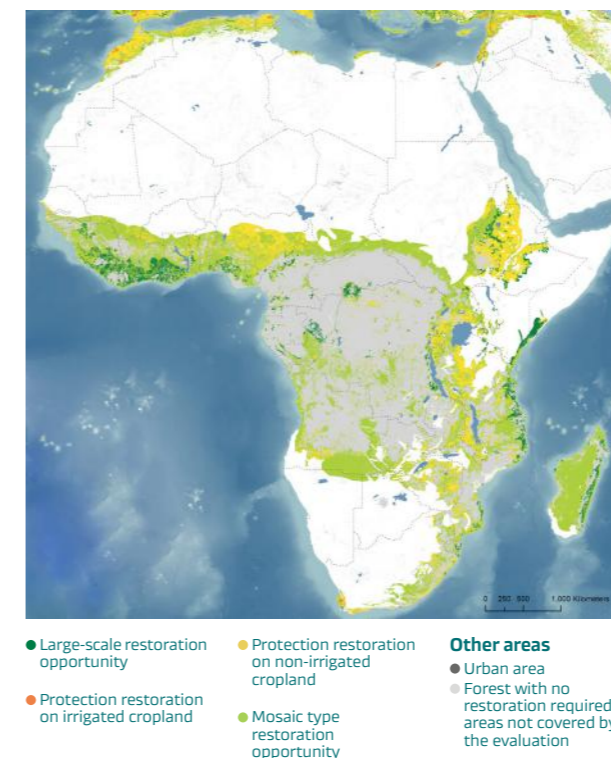 0 250 500 1,000 Kilometers
Large-scale restoration
opportunity
Protection restoration
on irrigated cropland
Protection restoration
on non-irrigated
cropland
Mosaic type
restoration
opportunity
Other areas
Urban area
Forest with no
restoration required,
areas not covered by
the evaluation